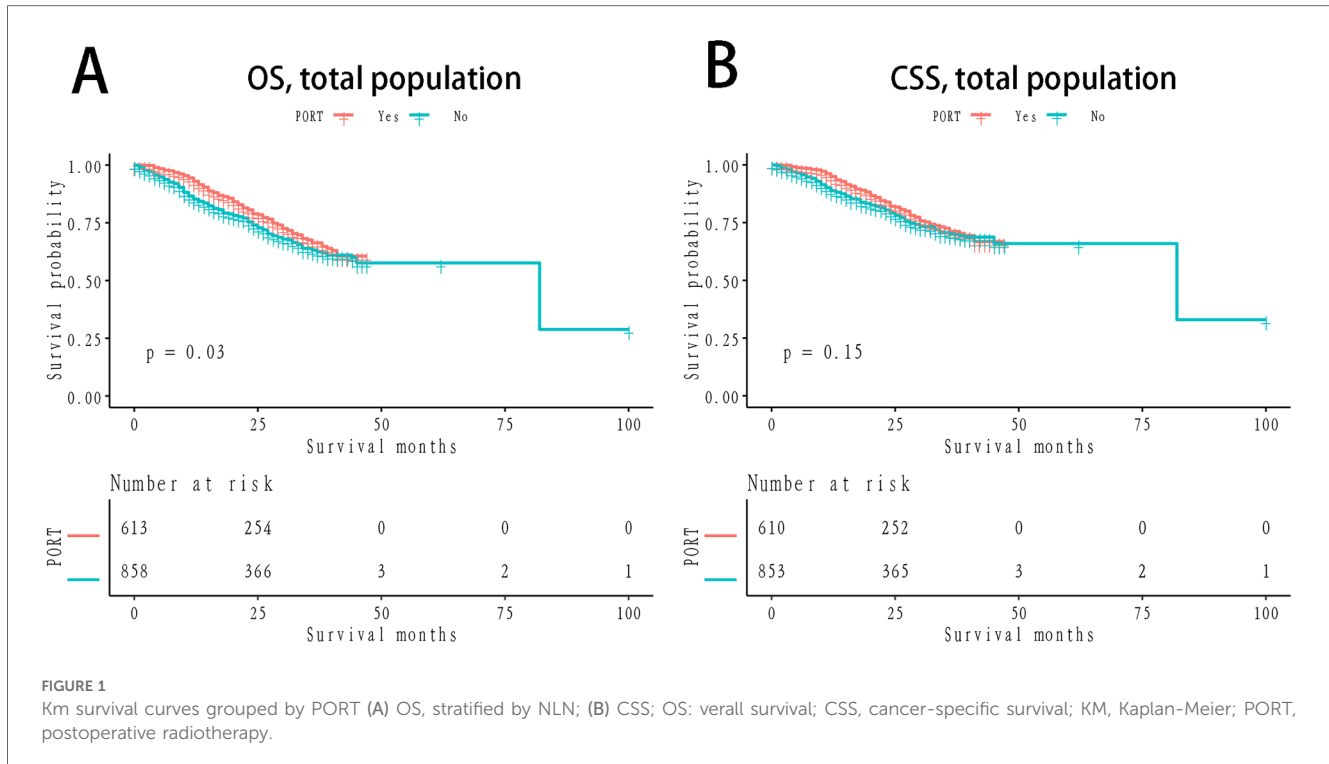 A
OS, total population
PORT Yes No
Survival probability
1.00
0.75
0.50
0.25
0.00
p = 0.03
0 25 50 75 100
Survival months
Number at risk
PORT
613 254 0 0 0
858 366 3 2 1
0 25 50 75 100
Survival months
B
CSS, total population
PORT Yes No
Survival probability
1.00
0.75
0.50
0.25
0.00
p = 0.15
0 25 50 75 100
Survival months
Number at risk
PORT
610 252 0 0 0
853 365 3 2 1
0 25 50 75 100
Survival months
FIGURE 1
Km survival curves grouped by PORT (A) OS, stratified by NLN; (B) CSS; OS: verall survival; CSS, cancer-specific survival; KM, Kaplan-Meier; PORT,
postoperative radiotherapy.